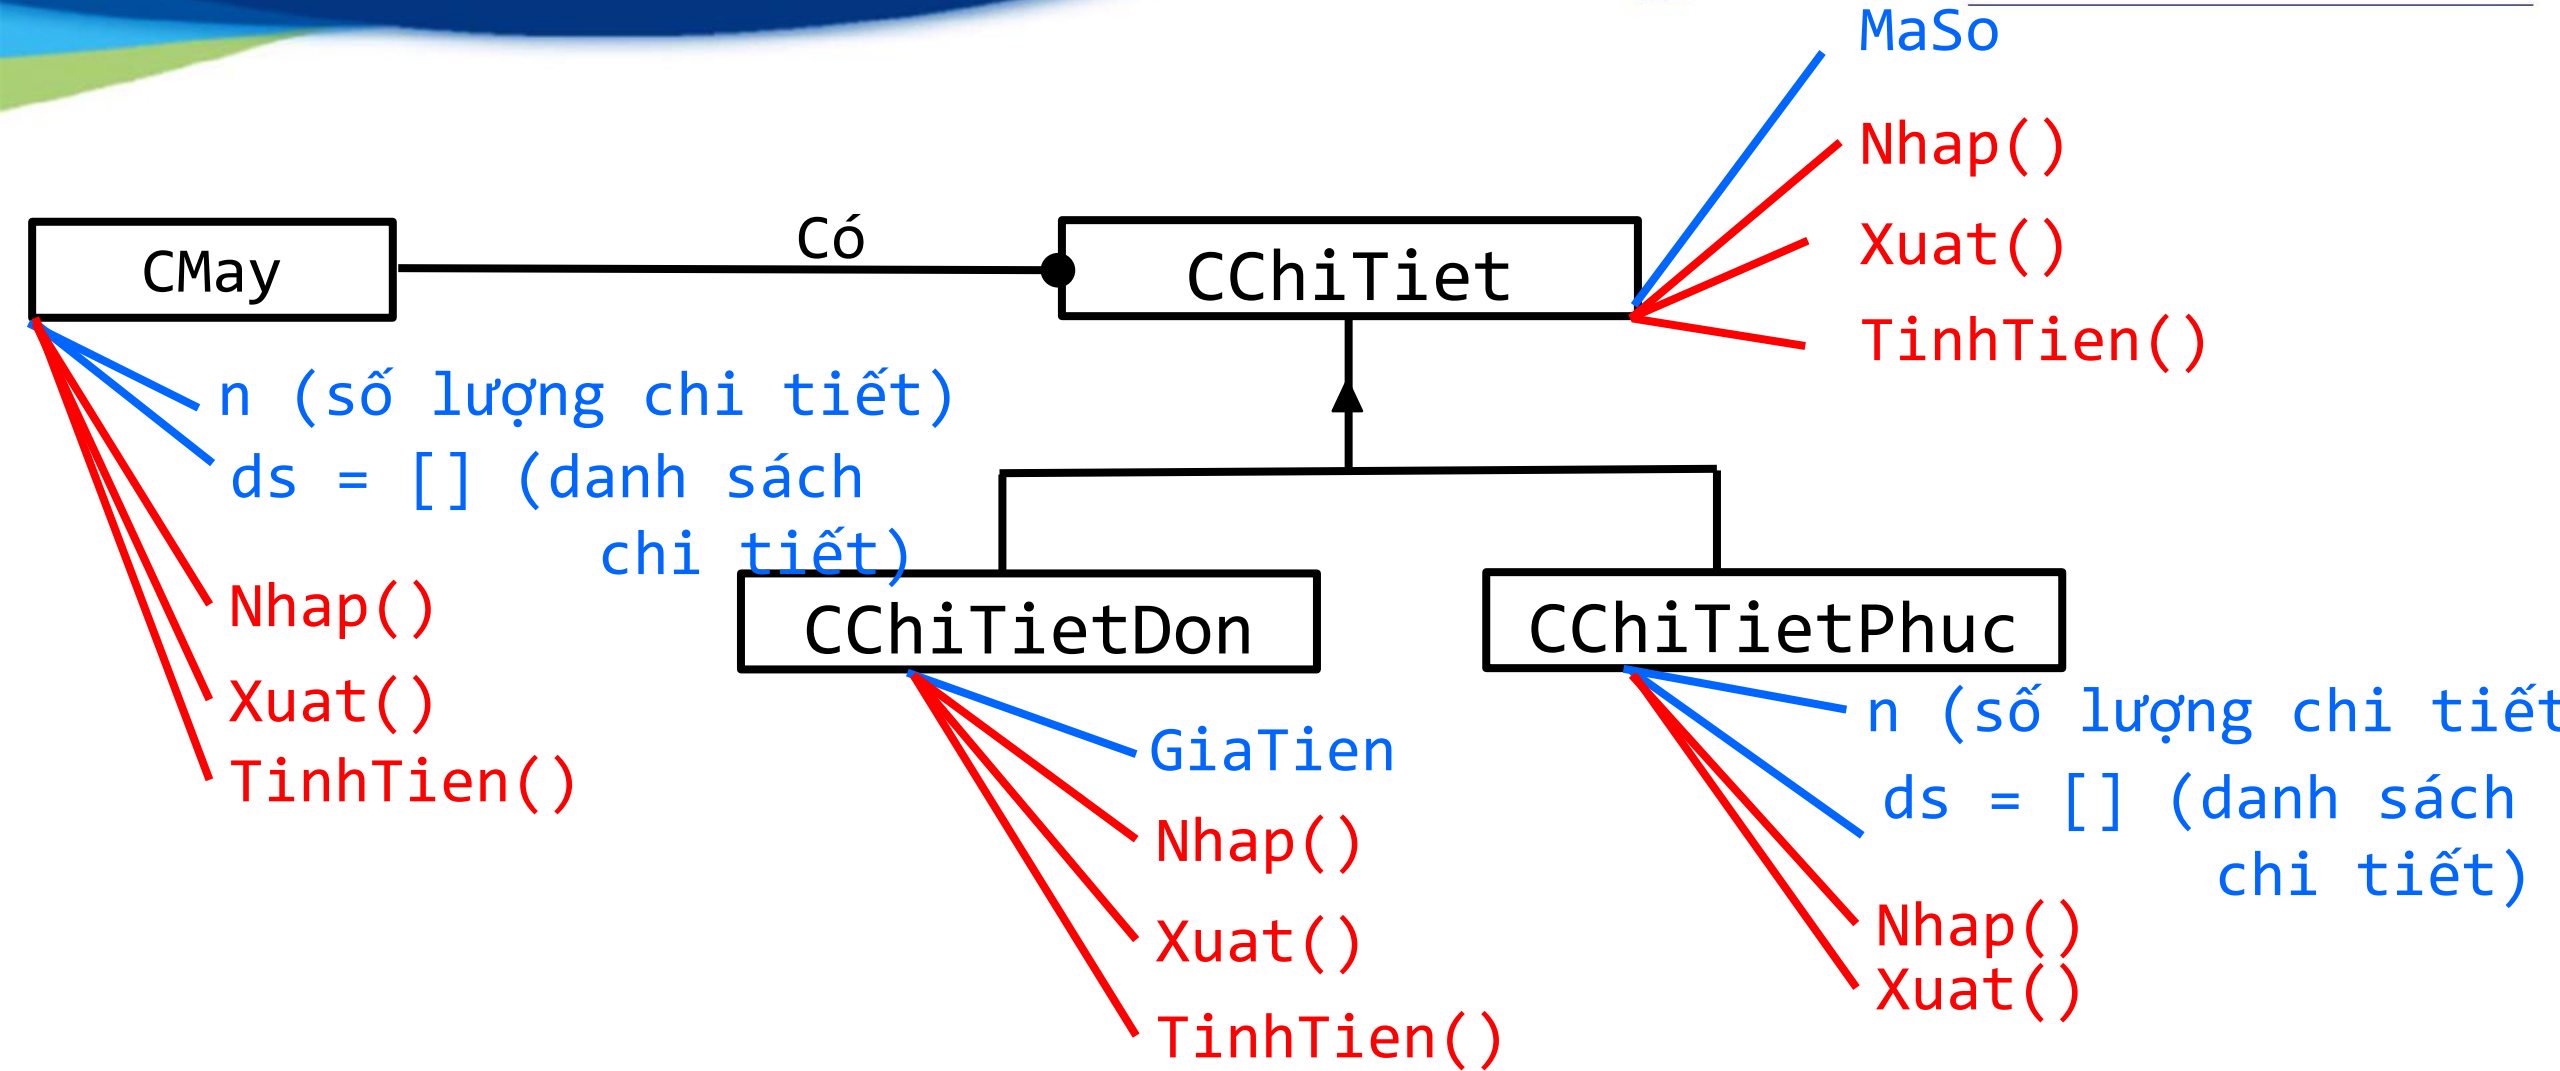 MaSo
Nhap()
Xuat()
TinhTien()
Có
CMay
CChiTiet
n (số lượng chi tiết)
ds = [] (danh sách
chi tiết)
Nhap()
Xuat()
TinhTien()
CChiTietDon
GiaTien
Nhap()
Xuat()
TinhTien()
CChiTietPhuc
n (số lượng chi tiết
ds = [] (danh sách
chi tiết)
Nhap()
Xuat()